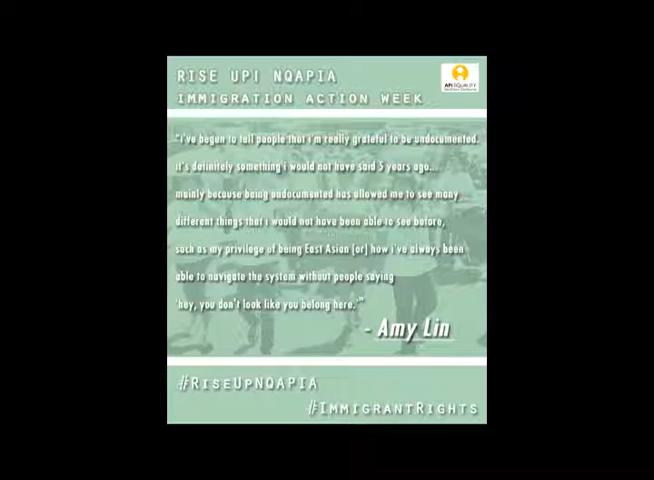 RISE UP! NQAPIA
IMMIGRATION ACTION WEEK
API EQUALITY
"i've begun to tell people that i'm really grateful to be undocumented.
it's definitely something i would not have said 3 years ago...
mainly because being undocumented has allowed me to see many
different things that i would not have been able to see before,
such as my privilege of being East Asian [or] how i've always been
able to navigate the system without people saying
'hey, you don't look like you belong here.'"
- Amy Lin
#RISEUPNQAPIA
#IMMIGRANTRIGHTS